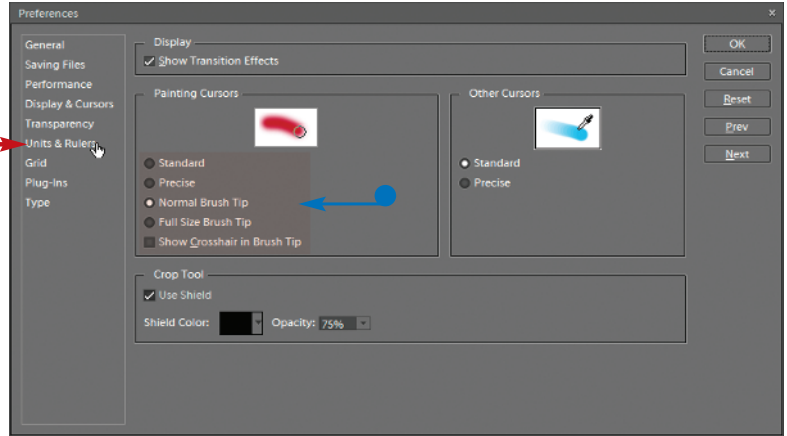 Preferences
x
General
Saving Files
Performance
Display & Cursors
Transparency
Units & Rulers
Grid
Plug-Ins
Type
Display
Show Transition Effects
Painting Cursors
Standard
Precise
Normal Brush Tip
Full Size Brush Tip
Show Crosshair in Brush Tip
Other Cursors
Standard
Precise
Crop Tool
Use Shield
Shield Color: Opacity: 75%
OK
Cancel
Reset
Prev
Next